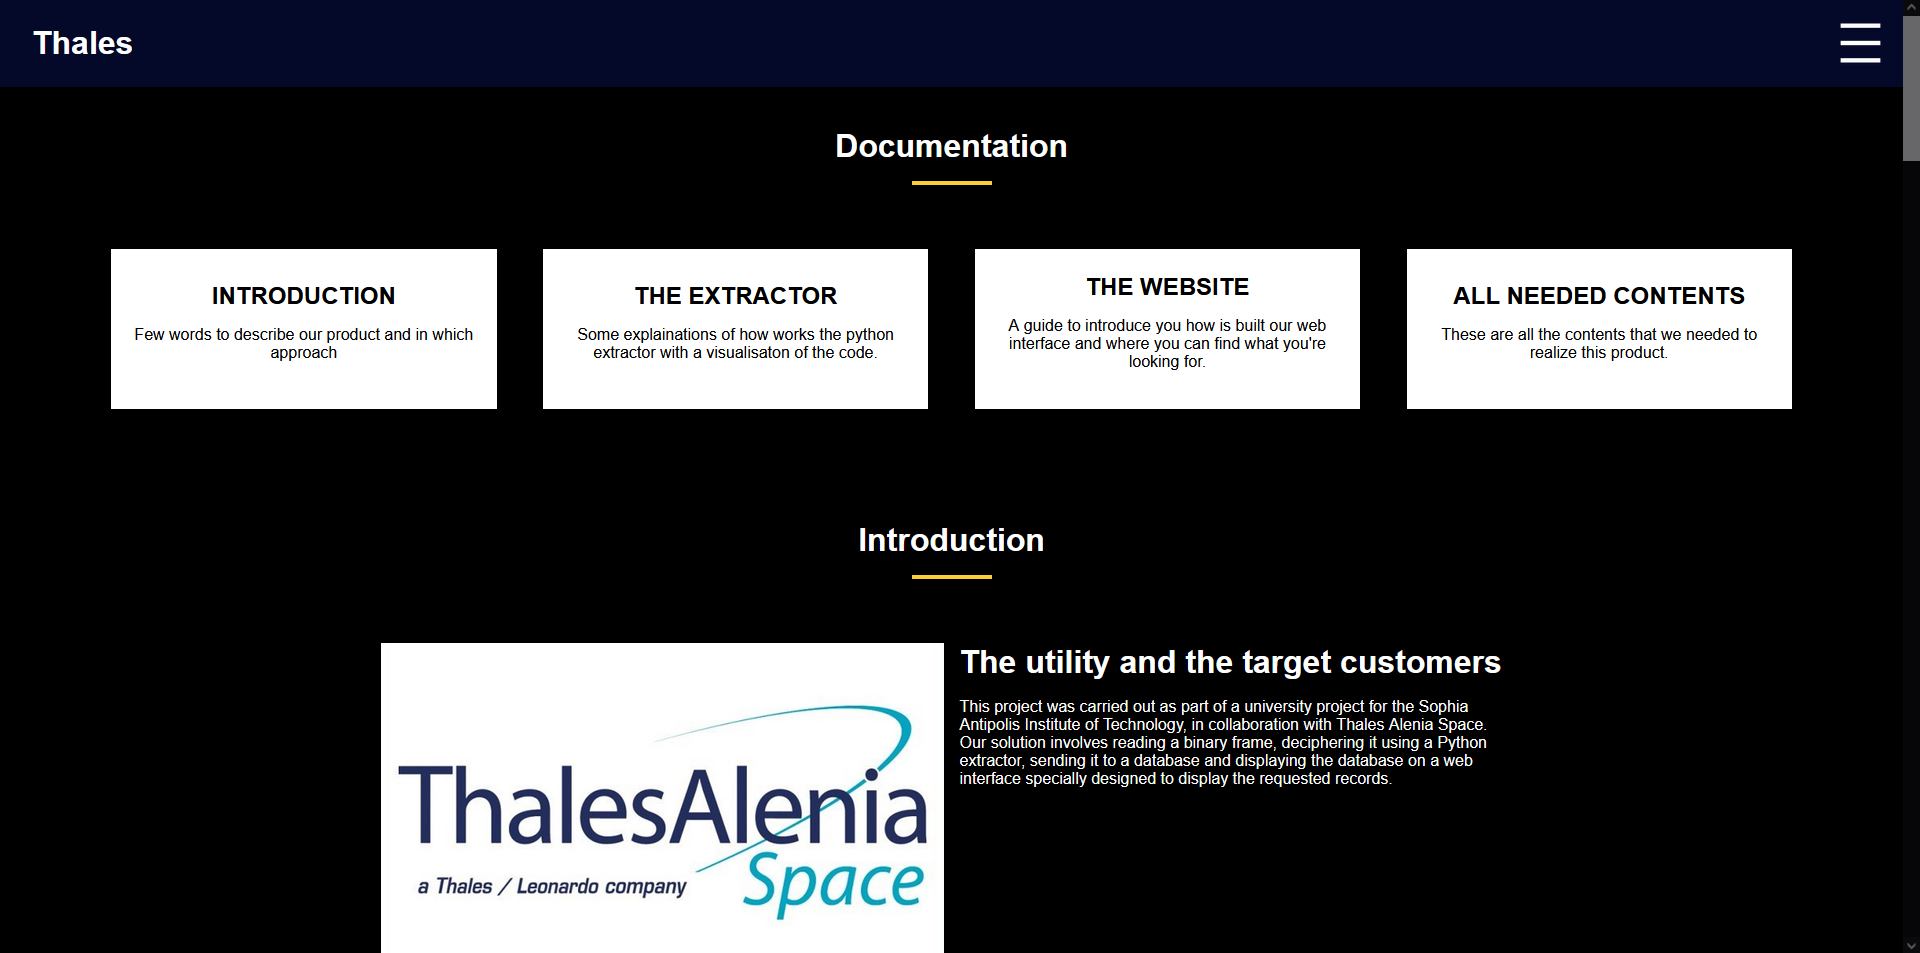 Thales
Documentation
INTRODUCTION
Few words to describe our product and in which
approach
THE EXTRACTOR
Some explainations of how works the python
extractor with a visualisaton of the code.
THE WEBSITE
A guide to introduce you how is built our web
interface and where you can find what you're
looking for.
ALL NEEDED CONTENTS
These are all the contents that we needed to
realize this product.
Introduction
ThalesAlenia
a Thales / Leonardo company
Space
The utility and the target customers
This project was carried out as part of a university project for the Sophia
Antipolis Institute of Technology, in collaboration with Thales Alenia Space.
Our solution involves reading a binary frame, deciphering it using a Python
extractor, sending it to a database and displaying the database on a web
interface specially designed to display the requested records.